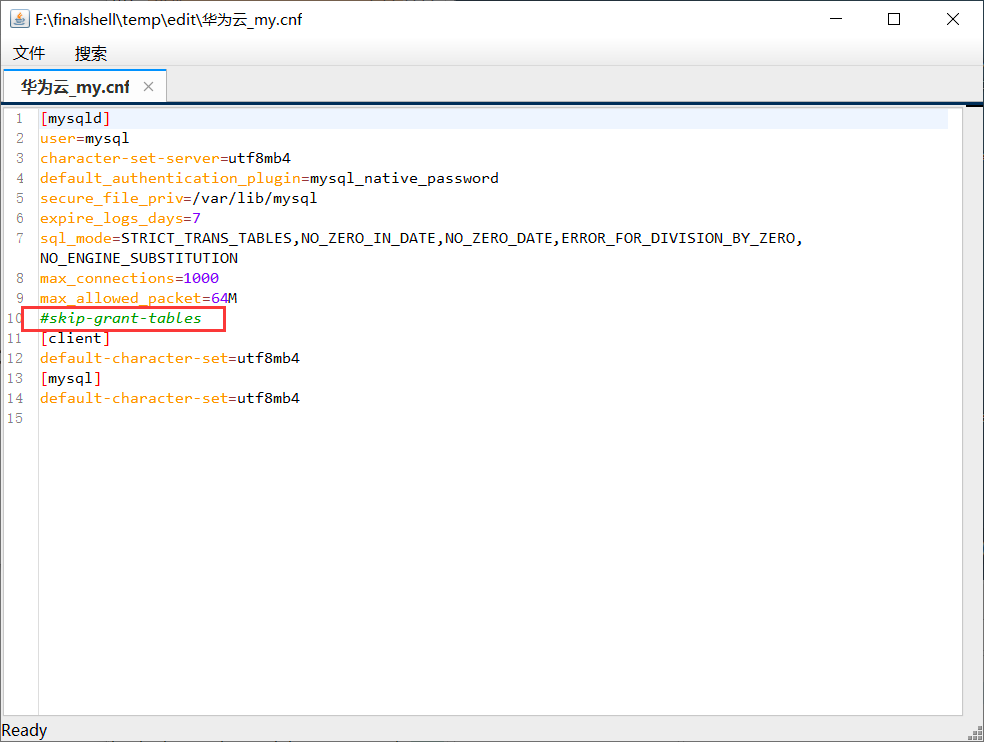 F:\finalshell\temp\edit\华为云_my.cnf
文件 搜索
华为云_my.cnf
1 [mysqld]
2 user=mysql
3 character-set-server=utf8mb4
4 default_authentication_plugin=mysql_native_password
5 secure_file_priv=/var/lib/mysql
6 expire_logs_days=7
7 sql_mode=STRICT_TRANS_TABLES,NO_ZERO_IN_DATE,NO_ZERO_DATE,ERROR_FOR_DIVISION_BY_ZERO,
NO_ENGINE_SUBSTITUTION
8 max_connections=1000
9 max_allowed_packet=64M
10 #skip-grant-tables
11 [client]
12 default-character-set=utf8mb4
13 [mysql]
14 default-character-set=utf8mb4
15
Ready